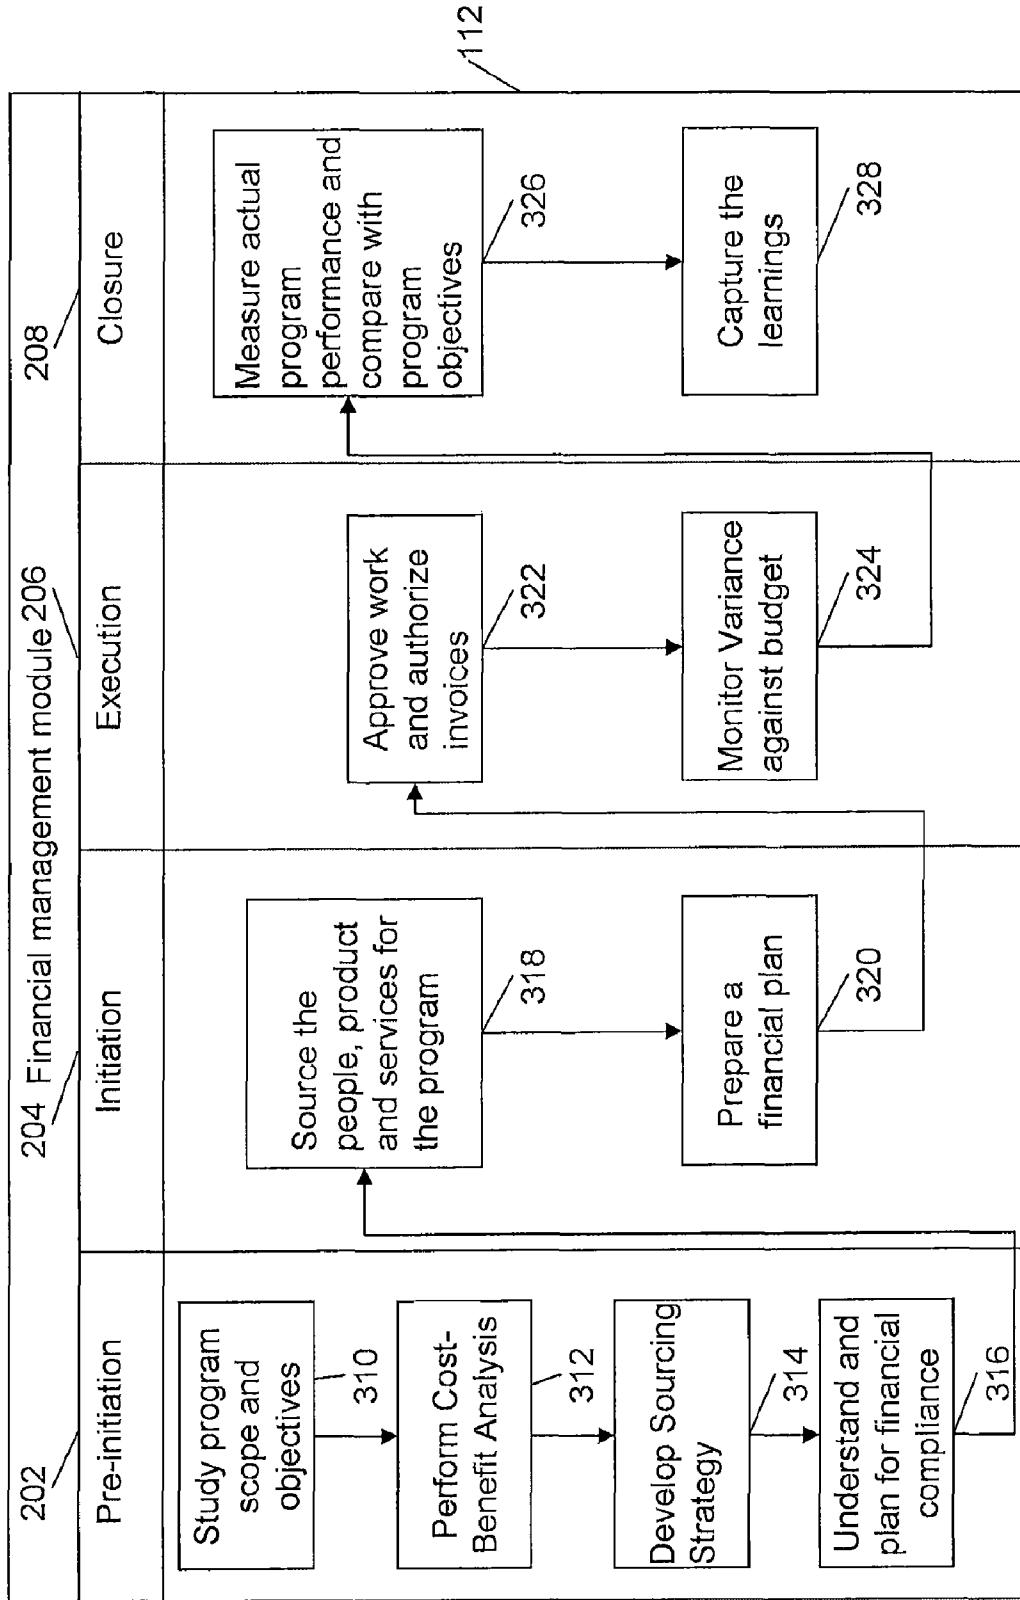 Financial management module
202
204
206
208
Pre-initiation
Initiation
Execution
Closure
112
Study program
scope and
objectives
310
Perform Cost-
Benefit Analysis
312
Develop Sourcing
Strategy
314
Understand and
plan for financial
compliance
316
Source the
people, product
and services for
the program
318
Prepare a
financial plan
320
Approve work
and authorize
invoices
322
Monitor Variance
against budget
324
Measure actual
program
performance and
compare with
program
objectives
326
Capture the
learnings
328